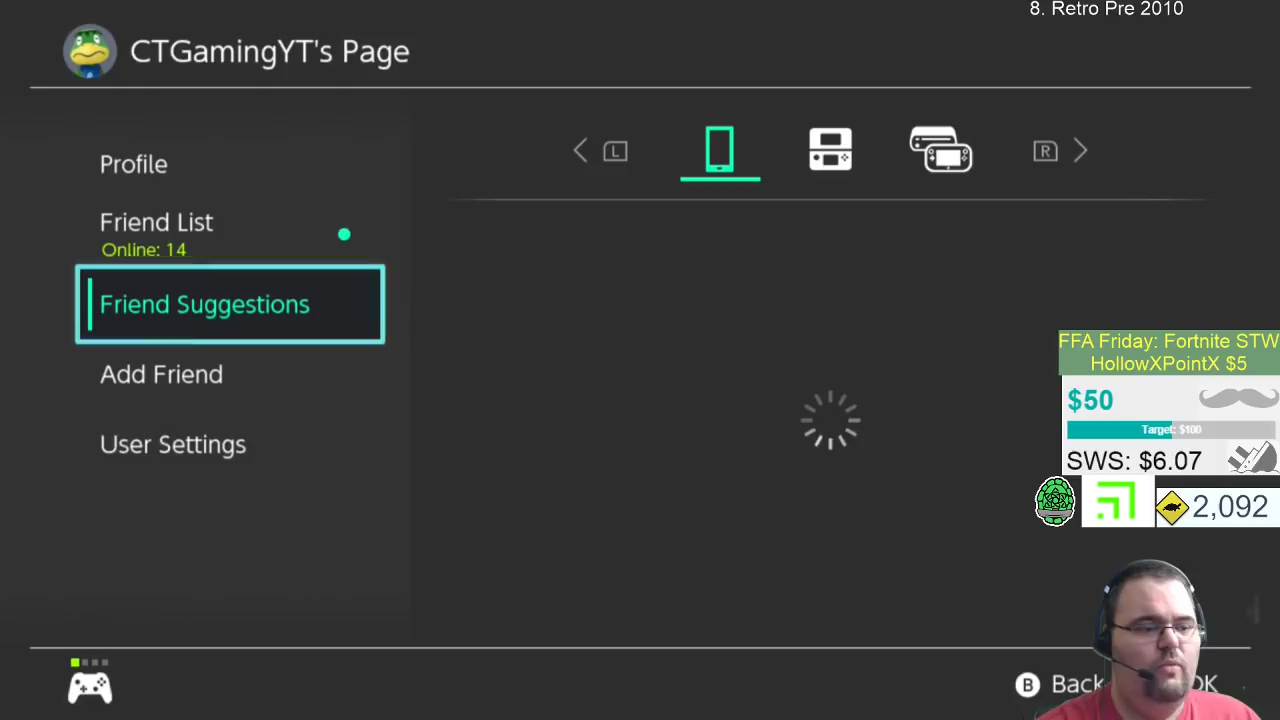 8. Retro Pre 2010
CTGamingYT's Page
L
R
Profile
Friend List
Online: 14
Friend Suggestions
Add Friend
User Settings
FFA Friday: Fortnite STW
HollowXPointX $5
$50
Target: $100
SWS: $6.07
2,092
B Back
OK